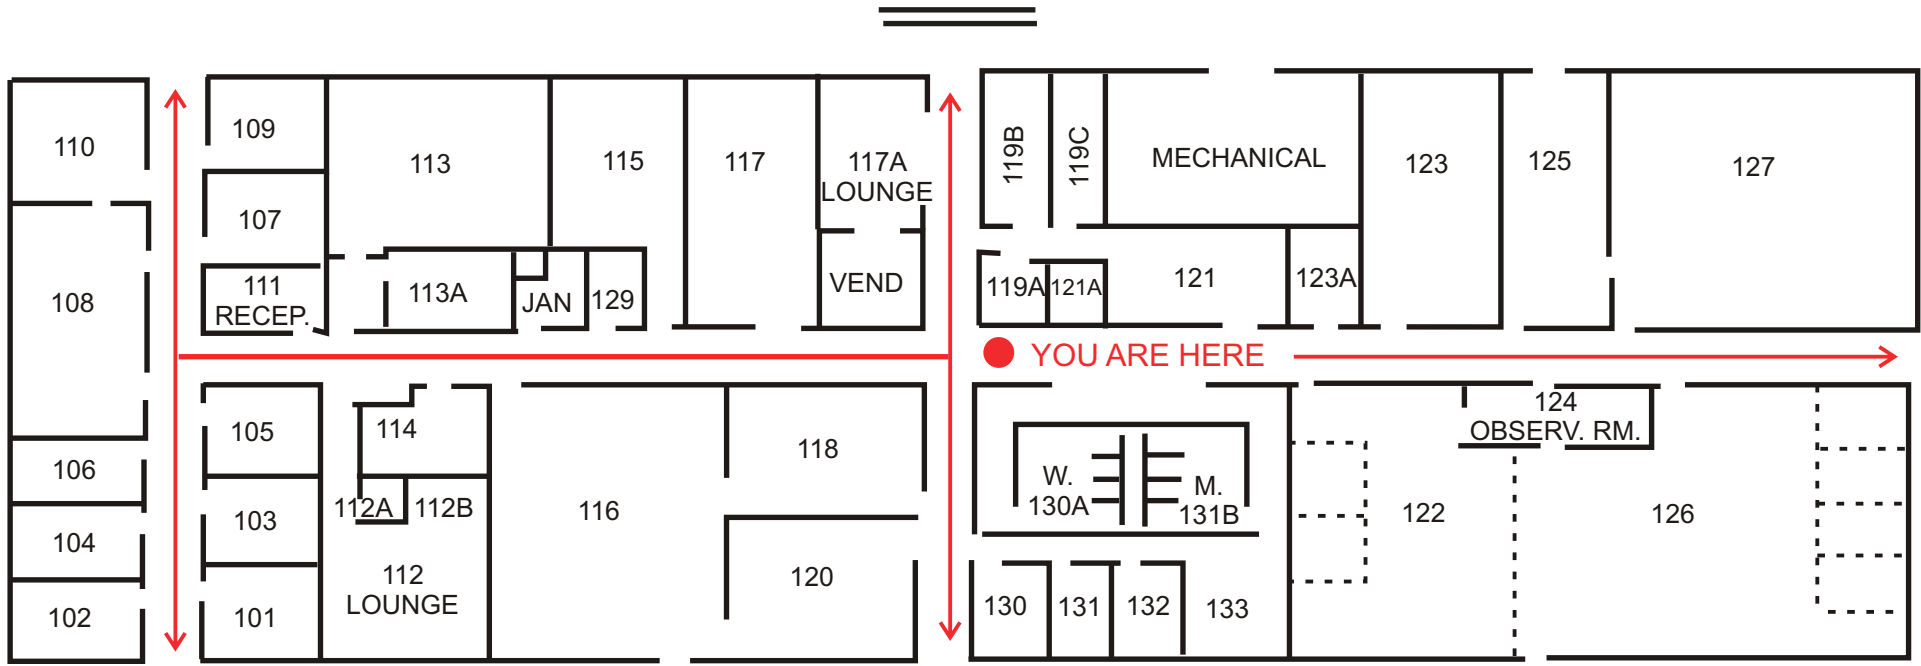 110
109
113
115
117
117A
LOUNGE
119B
119C
MECHANICAL
123
125
127
107
108
111
RECEP.
113A
JAN
129
VEND
119A
121A
121
123A
YOU ARE HERE
105
114
118
124
OBSERV. RM.
106
103
112A
112B
116
W.
130A
M.
131B
122
126
104
112
LOUNGE
120
102
101
130
131
132
133